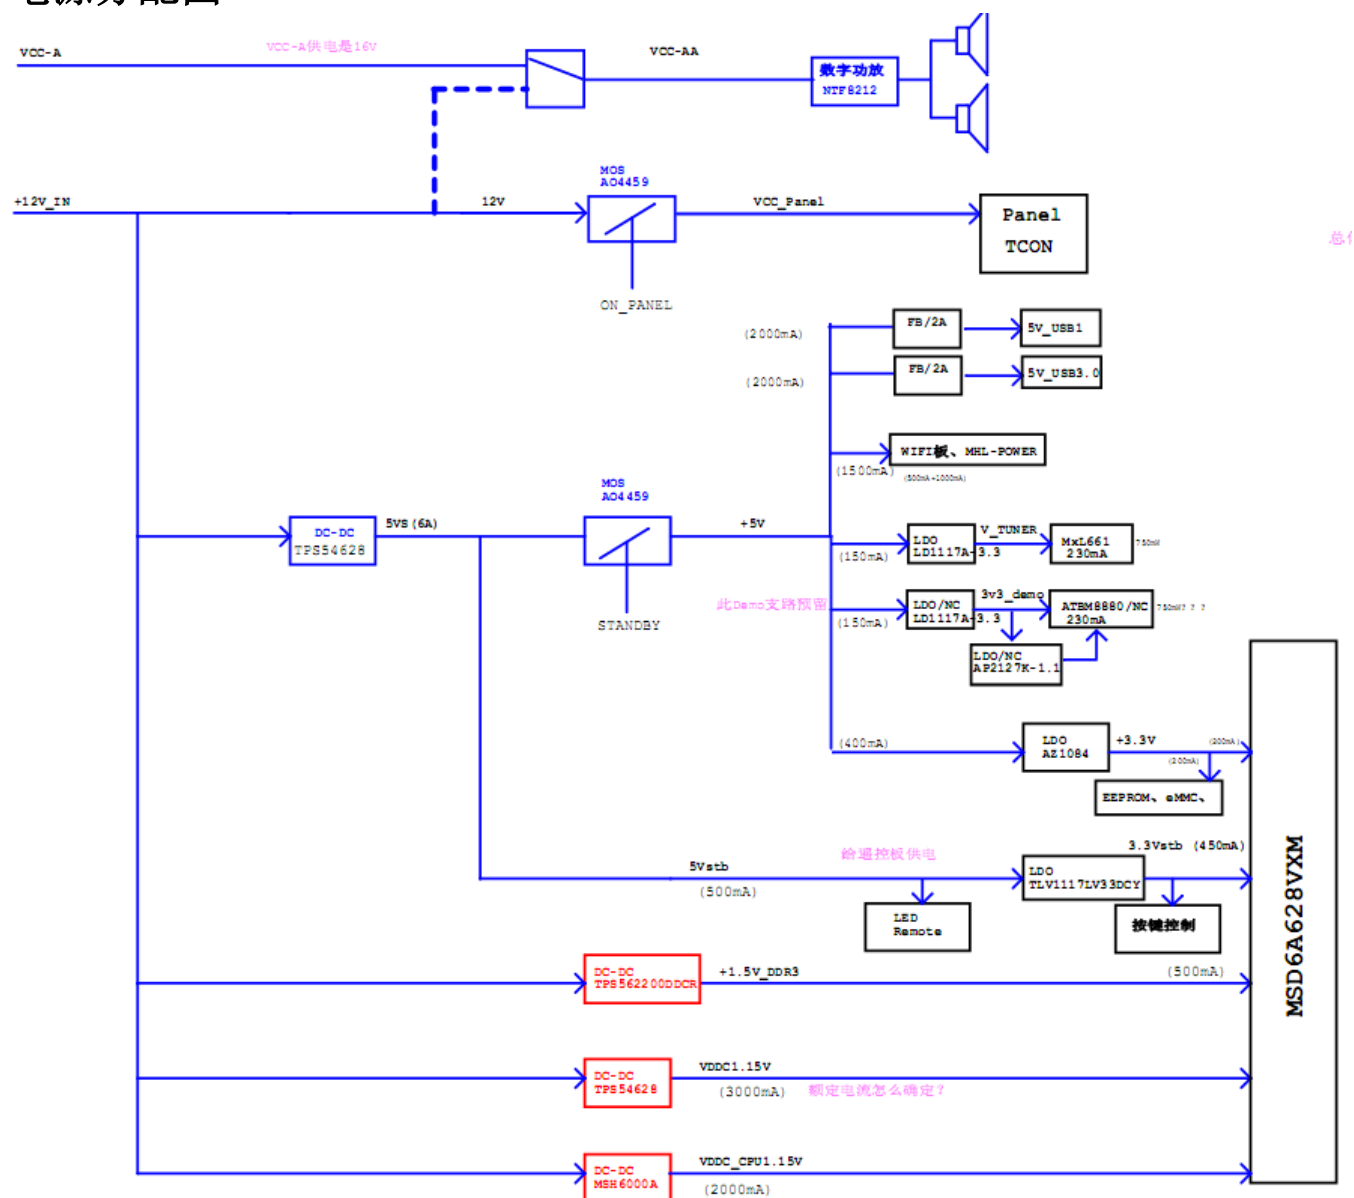 VCC-A
VCC-A供电是16V
VCC-AA
数字功放
NTF8212
+12V_IN
12V
MOS
AO4459
VCC_Panel
Panel
TCON
ON_PANEL
(2000mA)
FB/2A
5V_USB1
(2000mA)
FB/2A
5V_USB3.0
WIFI板、MHL-POWER
(1500mA)
(500mA+1000mA)
MOS
AO4459
DC-DC
TPS54628
5VS(6A)
+5V
STANDBY
(150mA)
LDO
LD1117A-3.3
V_TUNER
MxL661
230mA
750mW
此Demo支路预留
(150mA)
LDO/NC
LD1117A-3.3
3v3_demo
ATBM8880/NC
230mA
750mW? ? ?
LDO/NC
AP2127K-1.1
(400mA)
LDO
AZ1084
+3.3V
(200mA)
(200mA)
EEPROM、eMMC、
5Vstb
(500mA)
给遥控板供电
LED
Remote
LDO
TLV1117LV33DCY
3.3Vstb (450mA)
按键控制
DC-DC
TPS562200DDCR
+1.5V_DDR3
(500mA)
DC-DC
TPS54628
VDDC1.15V
(3000mA)
额定电流怎么确定?
DC-DC
MSH6000A
VDDC_CPU1.15V
(2000mA)
MSD6A628VXM